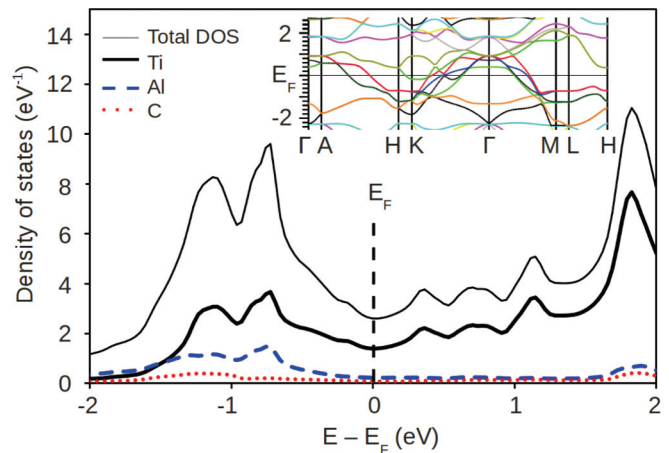 14
12
10
8
6
4
2
0
Density of states (eV⁻¹)
Total DOS
Ti
Al
C
2
E_F
-2
Γ A H K Γ M L H
E_F
-2 -1 0 1 2
E – E_F (eV)